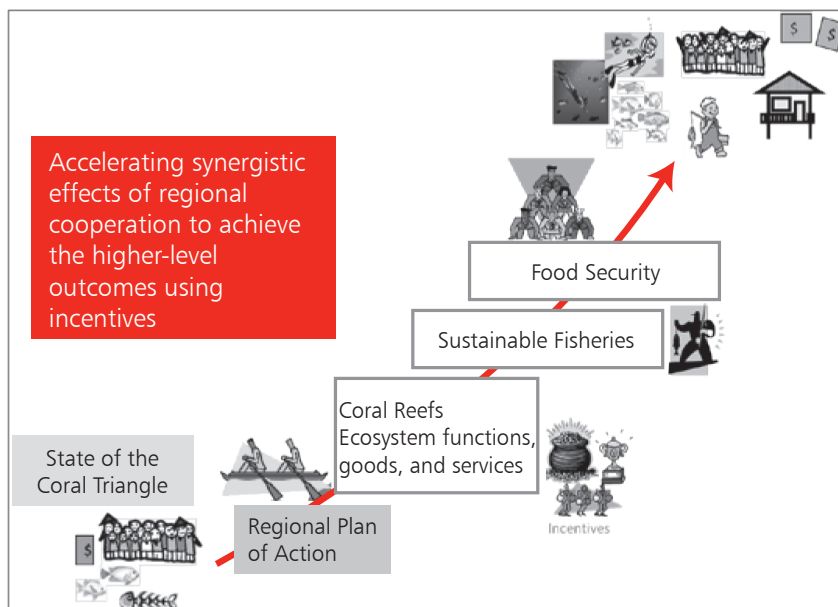 $
$
Accelerating synergistic
effects of regional
cooperation to achieve
the higher-level
outcomes using
incentives
Food Security
Sustainable Fisheries
Coral Reefs
Ecosystem functions,
goods, and services
State of the
Coral Triangle
Incentives
Regional Plan
of Action
$